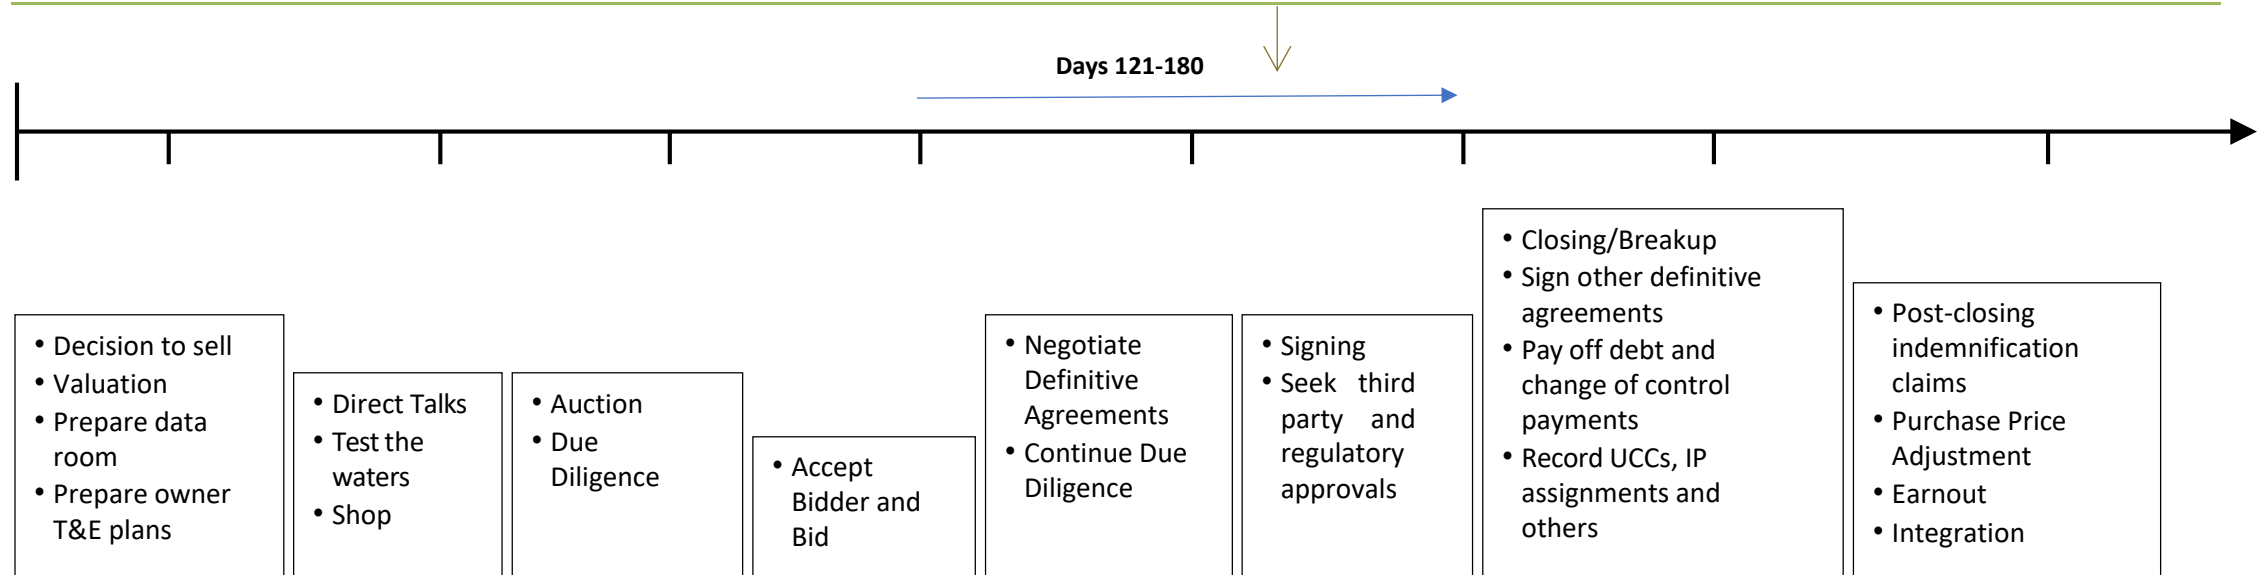 Days 121-180
• Decision to sell
• Valuation
• Prepare data
room
• Prepare owner
T&E plans
• Direct Talks
• Test the
waters
• Shop
• Auction
• Due
Diligence
• Accept
Bidder and
Bid
• Negotiate
Definitive
Agreements
• Continue Due
Diligence
• Signing
• Seek third
party and
regulatory
approvals
• Closing/Breakup
• Sign other definitive
agreements
• Pay off debt and
change of control
payments
• Record UCCs, IP
assignments and
others
• Post-closing
indemnification
claims
• Purchase Price
Adjustment
• Earnout
• Integration